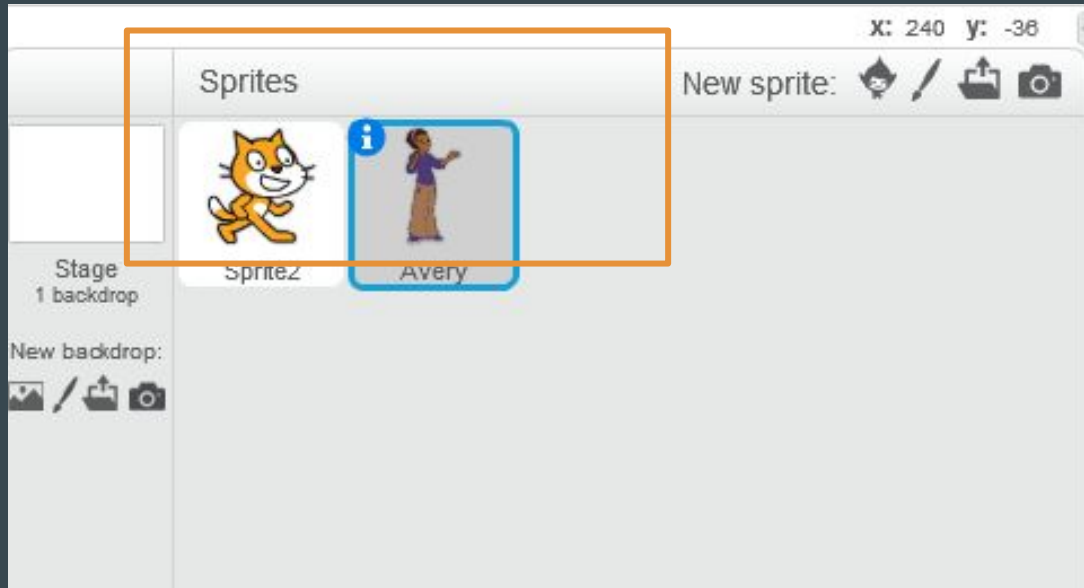 x: 240 y: -36
Sprites
New sprite:
i
Stage
1 backdrop
Sprite2
Avery
New backdrop: